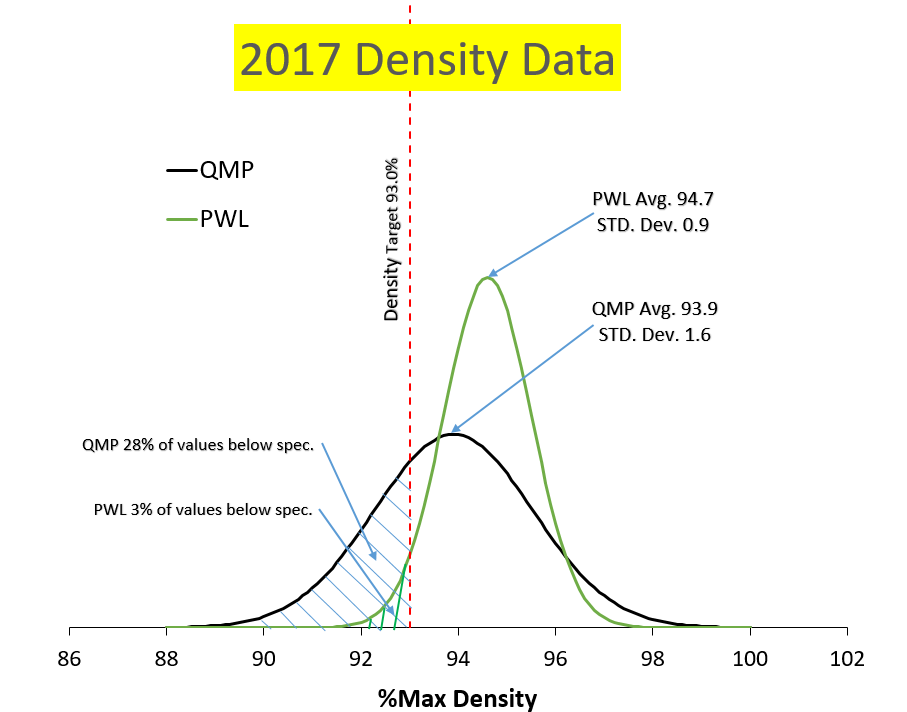 2017 Density Data
QMP
PWL
Density Target 93.0%
PWL Avg. 94.7
STD. Dev. 0.9
QMP Avg. 93.9
STD. Dev. 1.6
QMP 28% of values below spec.
PWL 3% of values below spec.
86 88 90 92 94 96 98 100 102
%Max Density